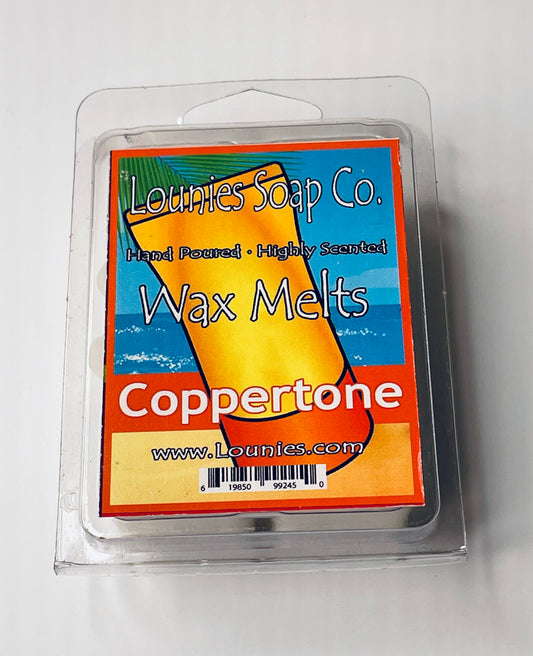 Lounies Soap Co.
Hand Poured • Highly Scented
Wax Melts
Coppertone
www.Lounies.com
6 19850 99245 0